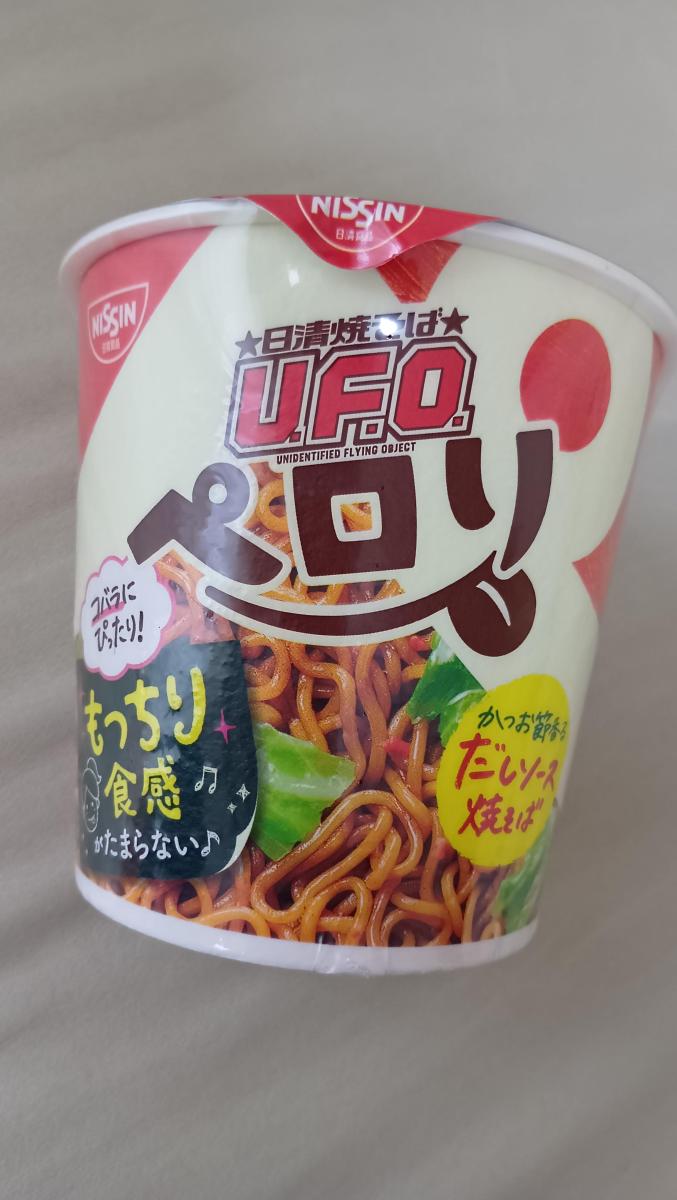 NISSIN
日清食品
NISSIN
日清食品
★日清焼そば★
U.F.O.
UNIDENTIFIED FLYING OBJECT
ペロリ
コバラに
ぴったり!
もっちり
食感
がたまらない♪
かつお節香る
だしソース
焼そば